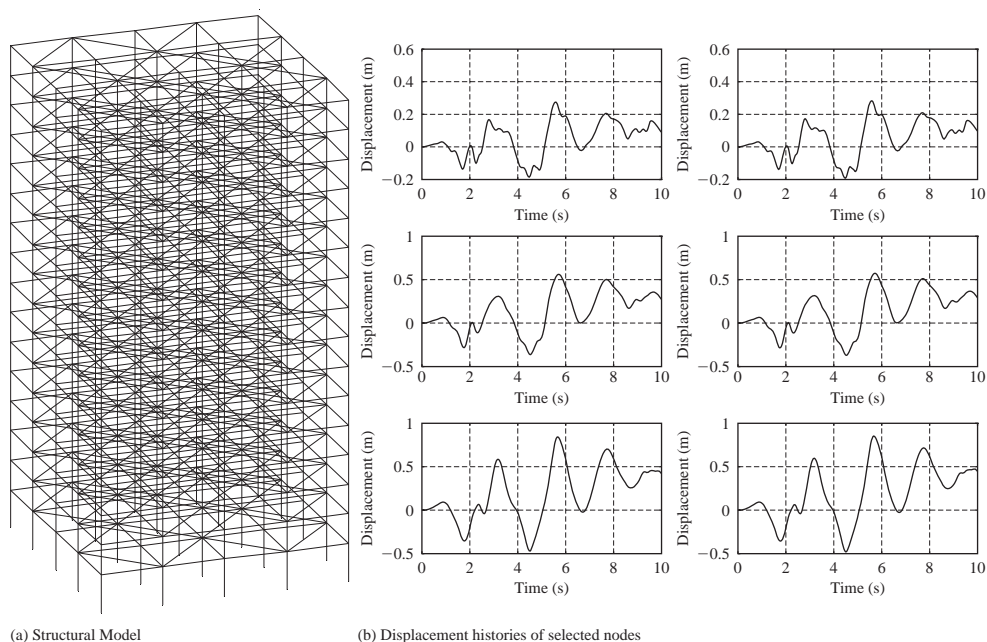 0.6
0.4
0.2
0
−0.2
Displacement (m)
0 2 4 6 8 10
Time (s)
0.6
0.4
0.2
0
−0.2
Displacement (m)
0 2 4 6 8 10
Time (s)
1
0.5
0
−0.5
Displacement (m)
0 2 4 6 8 10
Time (s)
1
0.5
0
−0.5
Displacement (m)
0 2 4 6 8 10
Time (s)
1
0.5
0
−0.5
Displacement (m)
0 2 4 6 8 10
Time (s)
1
0.5
0
−0.5
Displacement (m)
0 2 4 6 8 10
Time (s)
(a) Structural Model
(b) Displacement histories of selected nodes